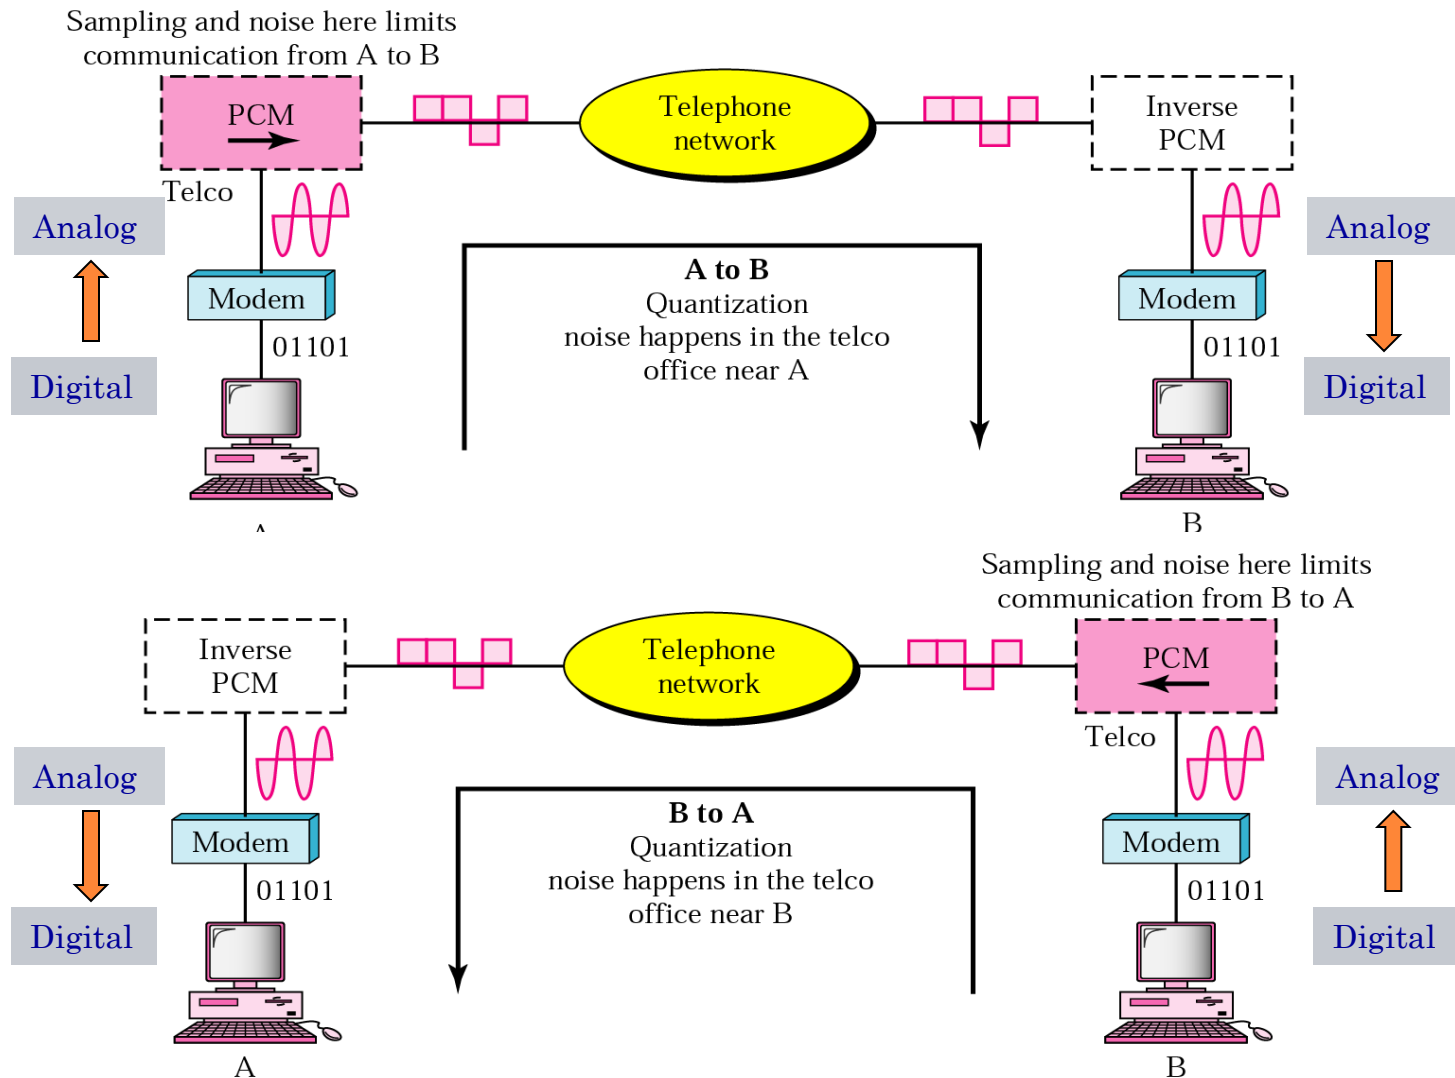 Sampling and noise here limits
communication from A to B
PCM
Telephone
network
Inverse
PCM
Telco
Analog
Analog
A to B
Quantization
noise happens in the telco
office near A
Modem
Modem
01101
01101
Digital
Digital
B
Sampling and noise here limits
communication from B to A
Inverse
PCM
Telephone
network
PCM
Telco
Analog
Analog
B to A
Quantization
noise happens in the telco
office near B
Modem
Modem
01101
01101
Digital
Digital
A
B